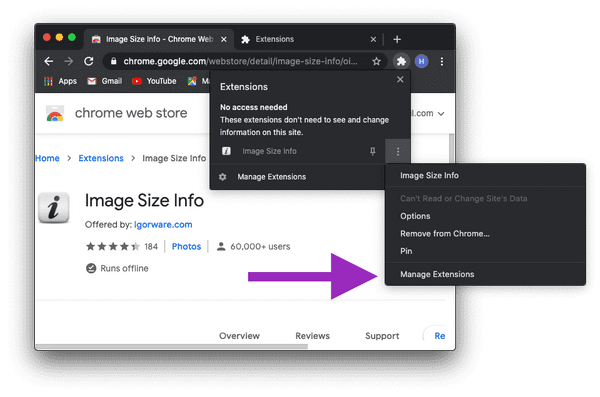 Image Size Info - Chrome Web
Extensions
chrome.google.com/webstore/detail/image-size-info/oi...
H
Apps
Gmail
YouTube
Extensions
No access needed
These extensions don't need to see and change
information on this site.
Image Size Info
Manage Extensions
chrome web store
Home
Extensions
Image Size Info
Image Size Info
Offered by: Igorware.com
184
Photos
60,000+ users
Runs offline
Overview
Reviews
Support
Re
Image Size Info
Can't Read or Change Site's Data
Options
Remove from Chrome...
Pin
Manage Extensions